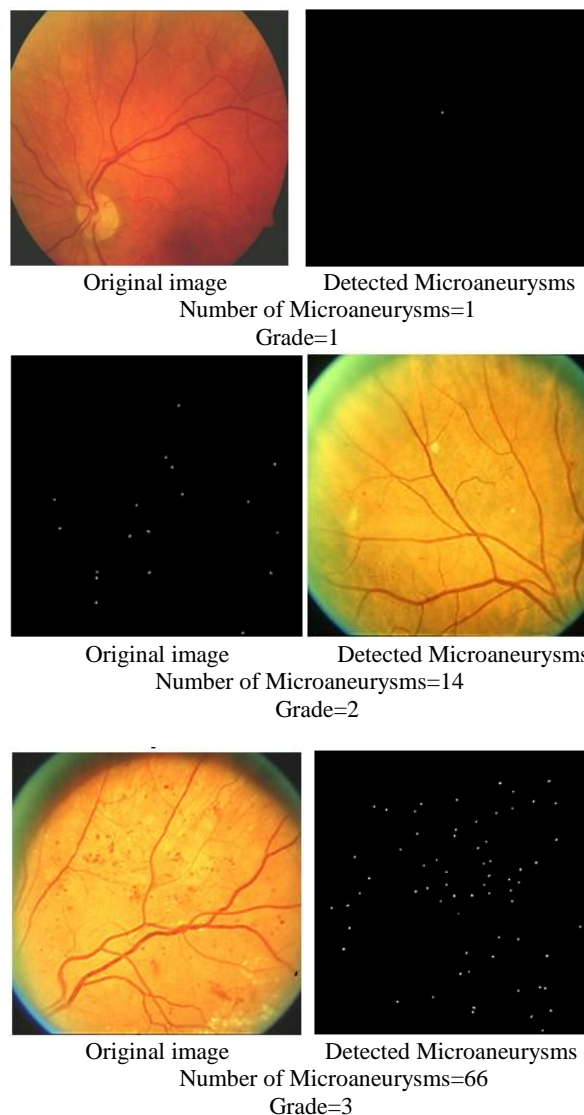 Original image Detected Microaneurysms
Number of Microaneurysms=1
Grade=1
Original image Detected Microaneurysms
Number of Microaneurysms=14
Grade=2
Original image Detected Microaneurysms
Number of Microaneurysms=66
Grade=3